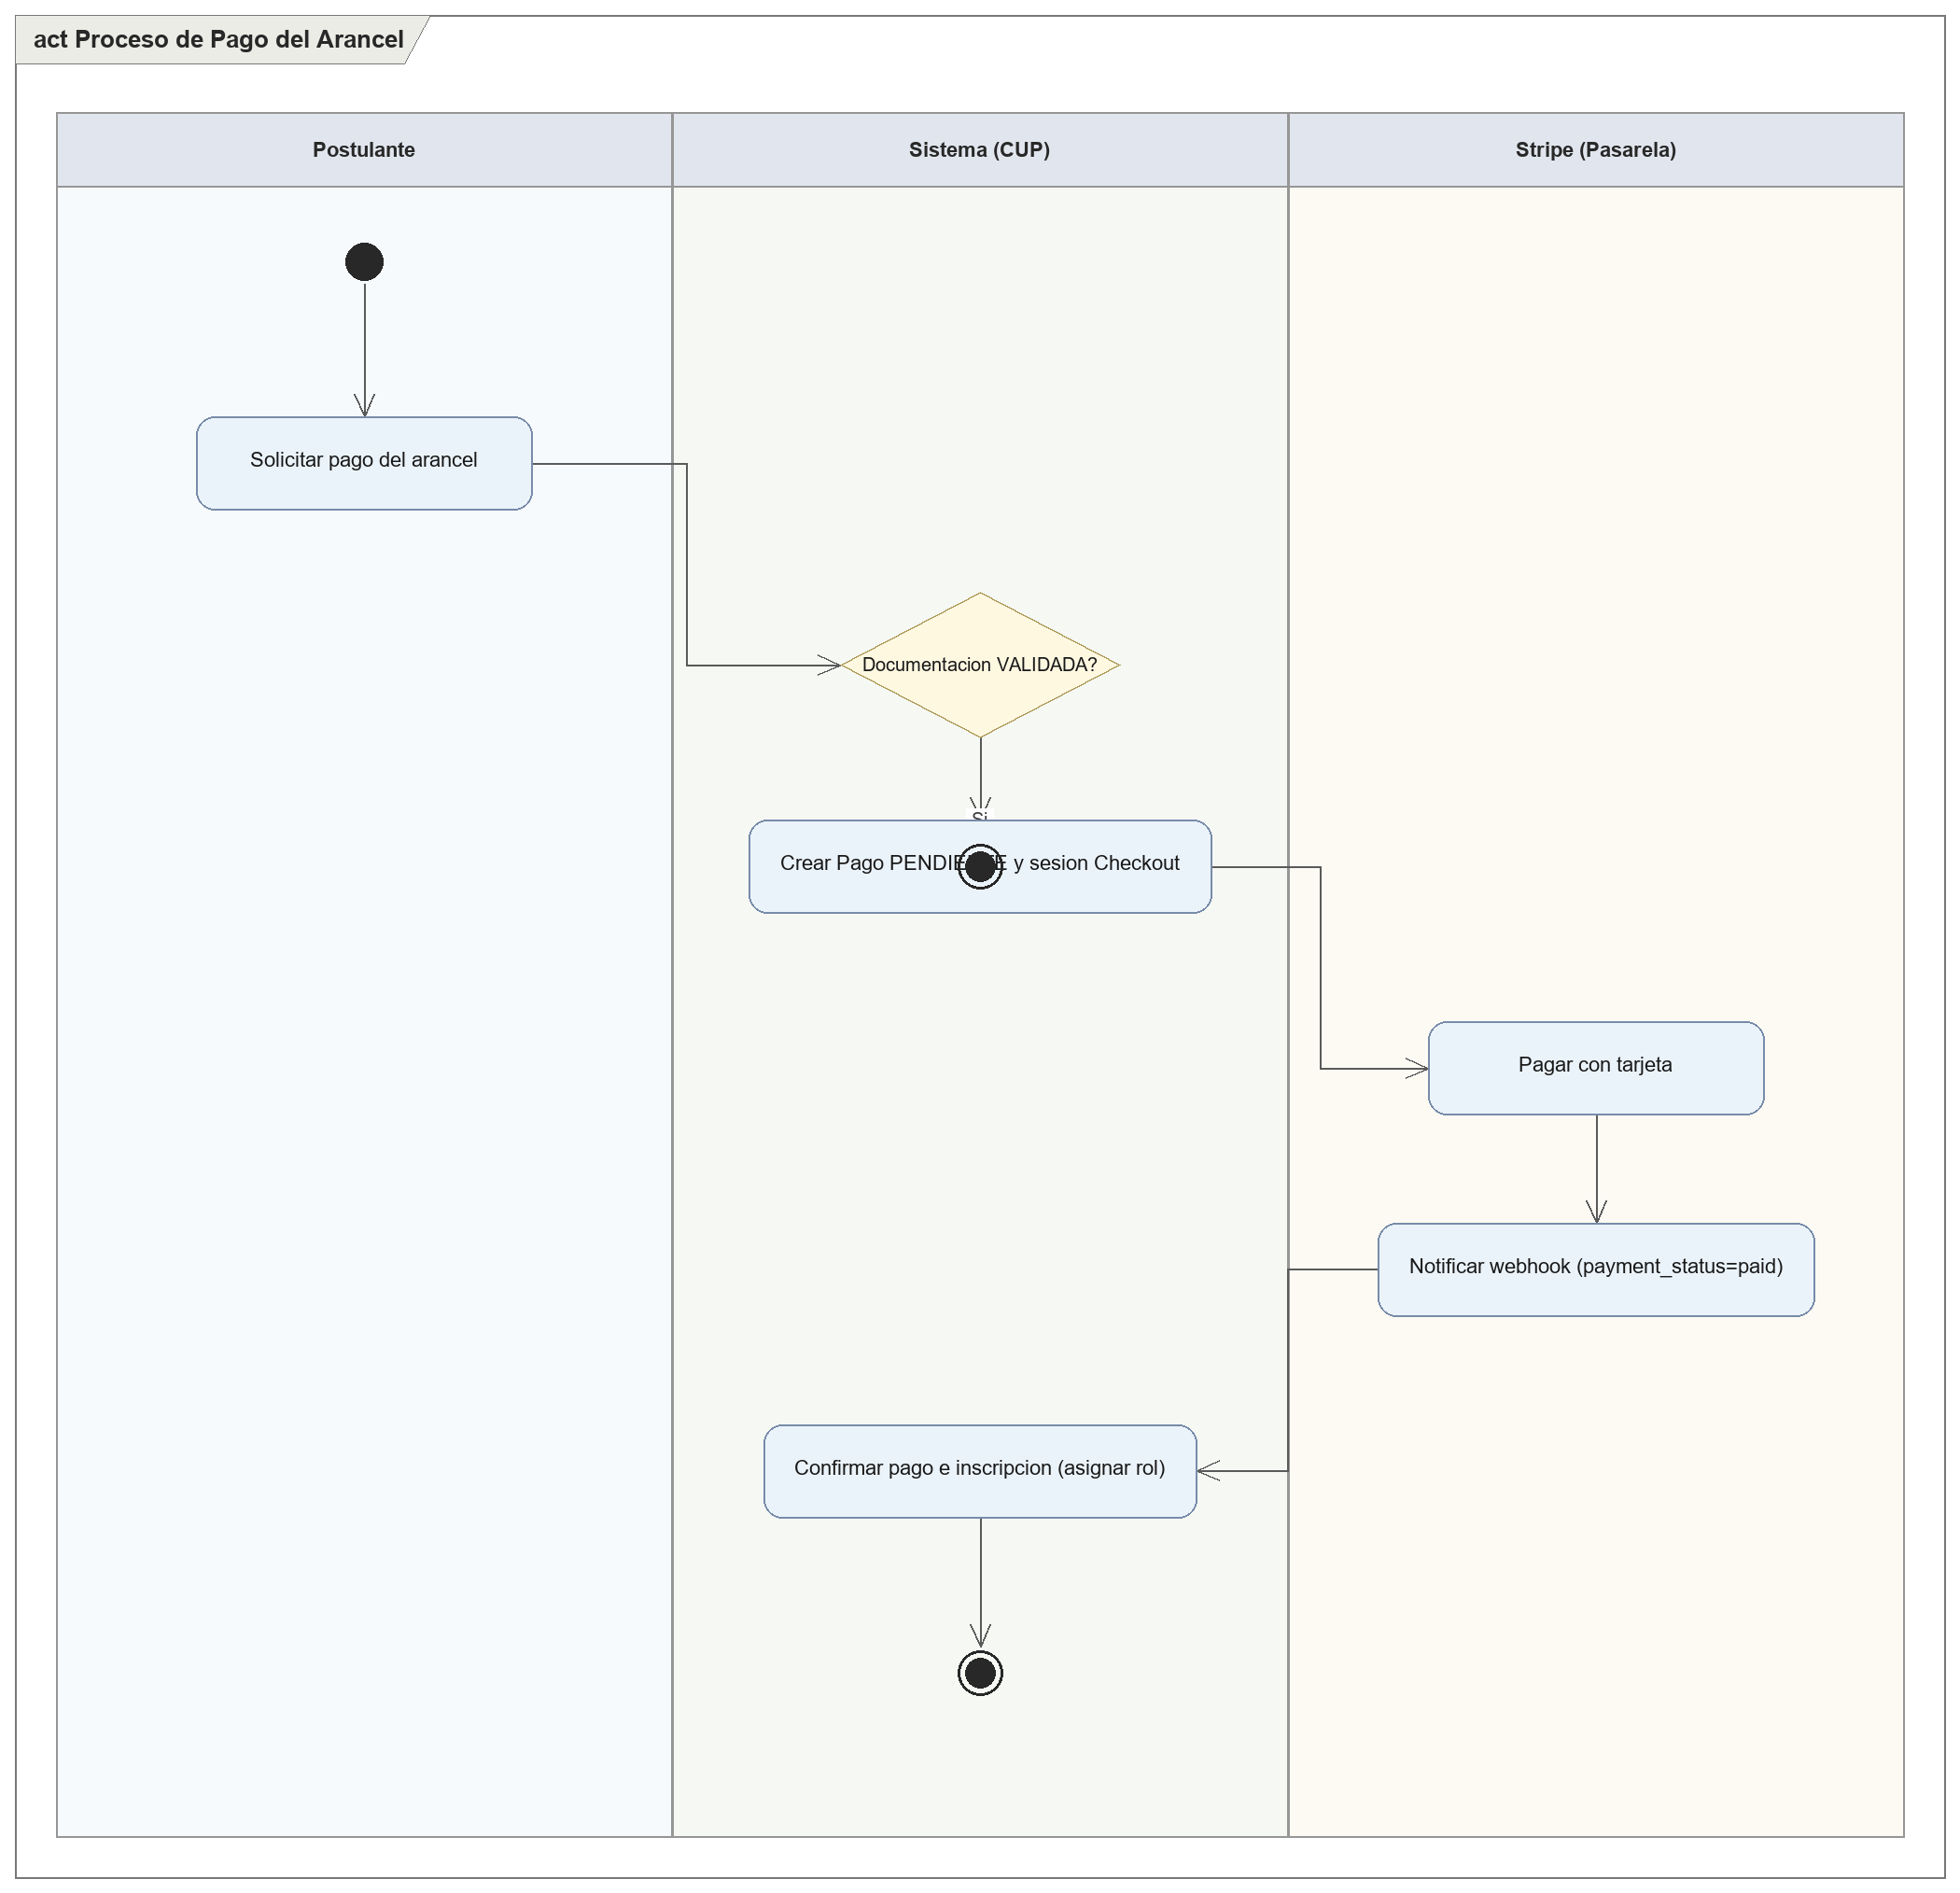 act Proceso de Pago del Arancel
Postulante
Sistema (CUP)
Stripe (Pasarela)
Solicitar pago del arancel
Documentacion VALIDADA?
Si
Crear Pago PENDIENTE y sesion Checkout
Pagar con tarjeta
Notificar webhook (payment_status=paid)
Confirmar pago e inscripcion (asignar rol)